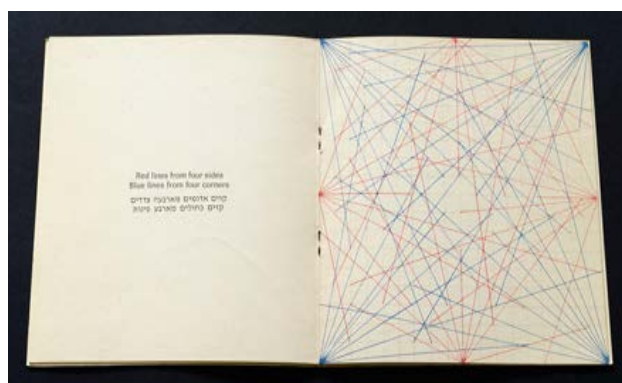 Red lines from four sides
Blue lines from four corners
קוים אדומים מארבעה צדדים
קוים כחולים מארבע פינות